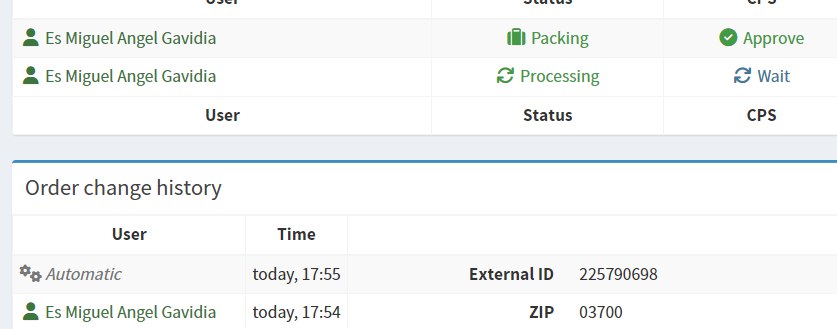 User Status CPS
Es Miguel Angel Gavidia Packing Approve
Es Miguel Angel Gavidia Processing Wait
User Status CPS
Order change history
User Time
Automatic today, 17:55 External ID 225790698
Es Miguel Angel Gavidia today, 17:54 ZIP 03700